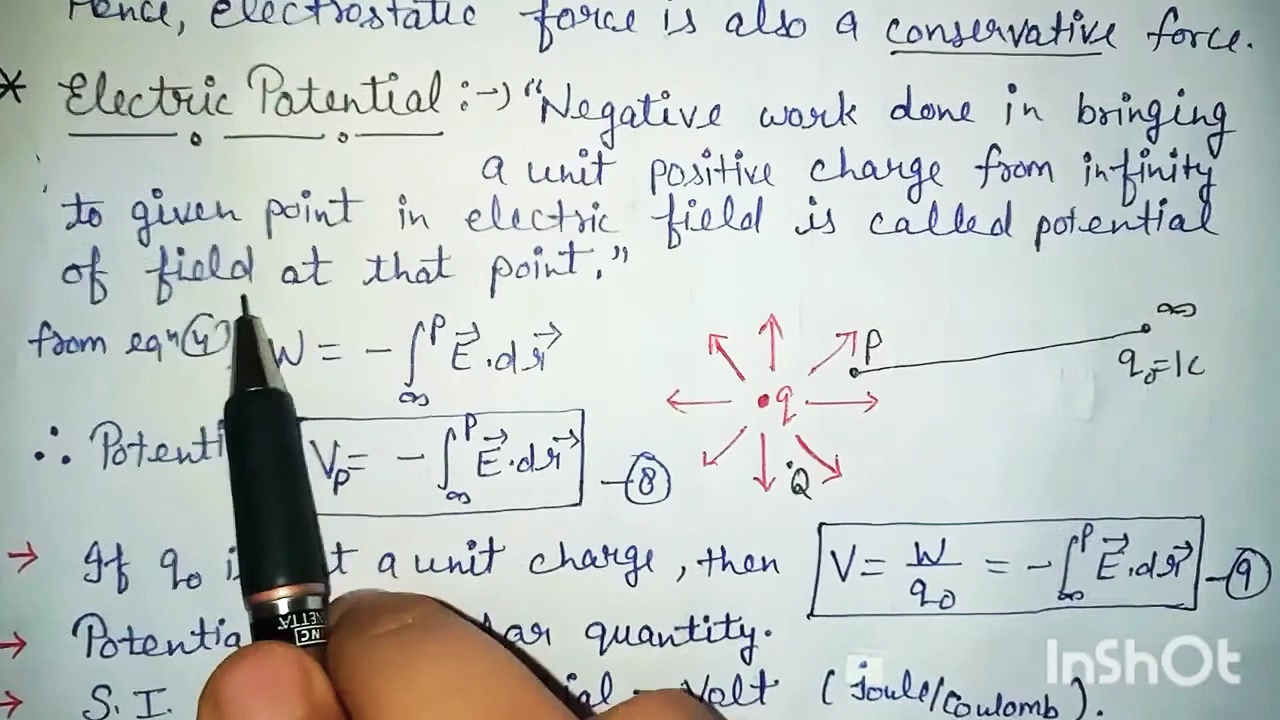 Hence, electrostatic force is also a conservative force.
* Electric Potential :→ "Negative work done in bringing
a unit positive charge from infinity
to given point in electric field is called potential
of field at that point."
from eqⁿ (4) W = - ∫_∞^P E⃗.dr⃗
P ∞
q₀=1C
q
∴ Potenti V_P = - ∫_∞^P E⃗.dr⃗ -(8)
Q
→ If q₀ i t a unit charge, then V = W/q₀ = - ∫_∞^P E⃗.dr⃗ -(9)
→ Potentia ar quantity.
→ S.I. ial - Volt (joule/coulomb).
InShOt